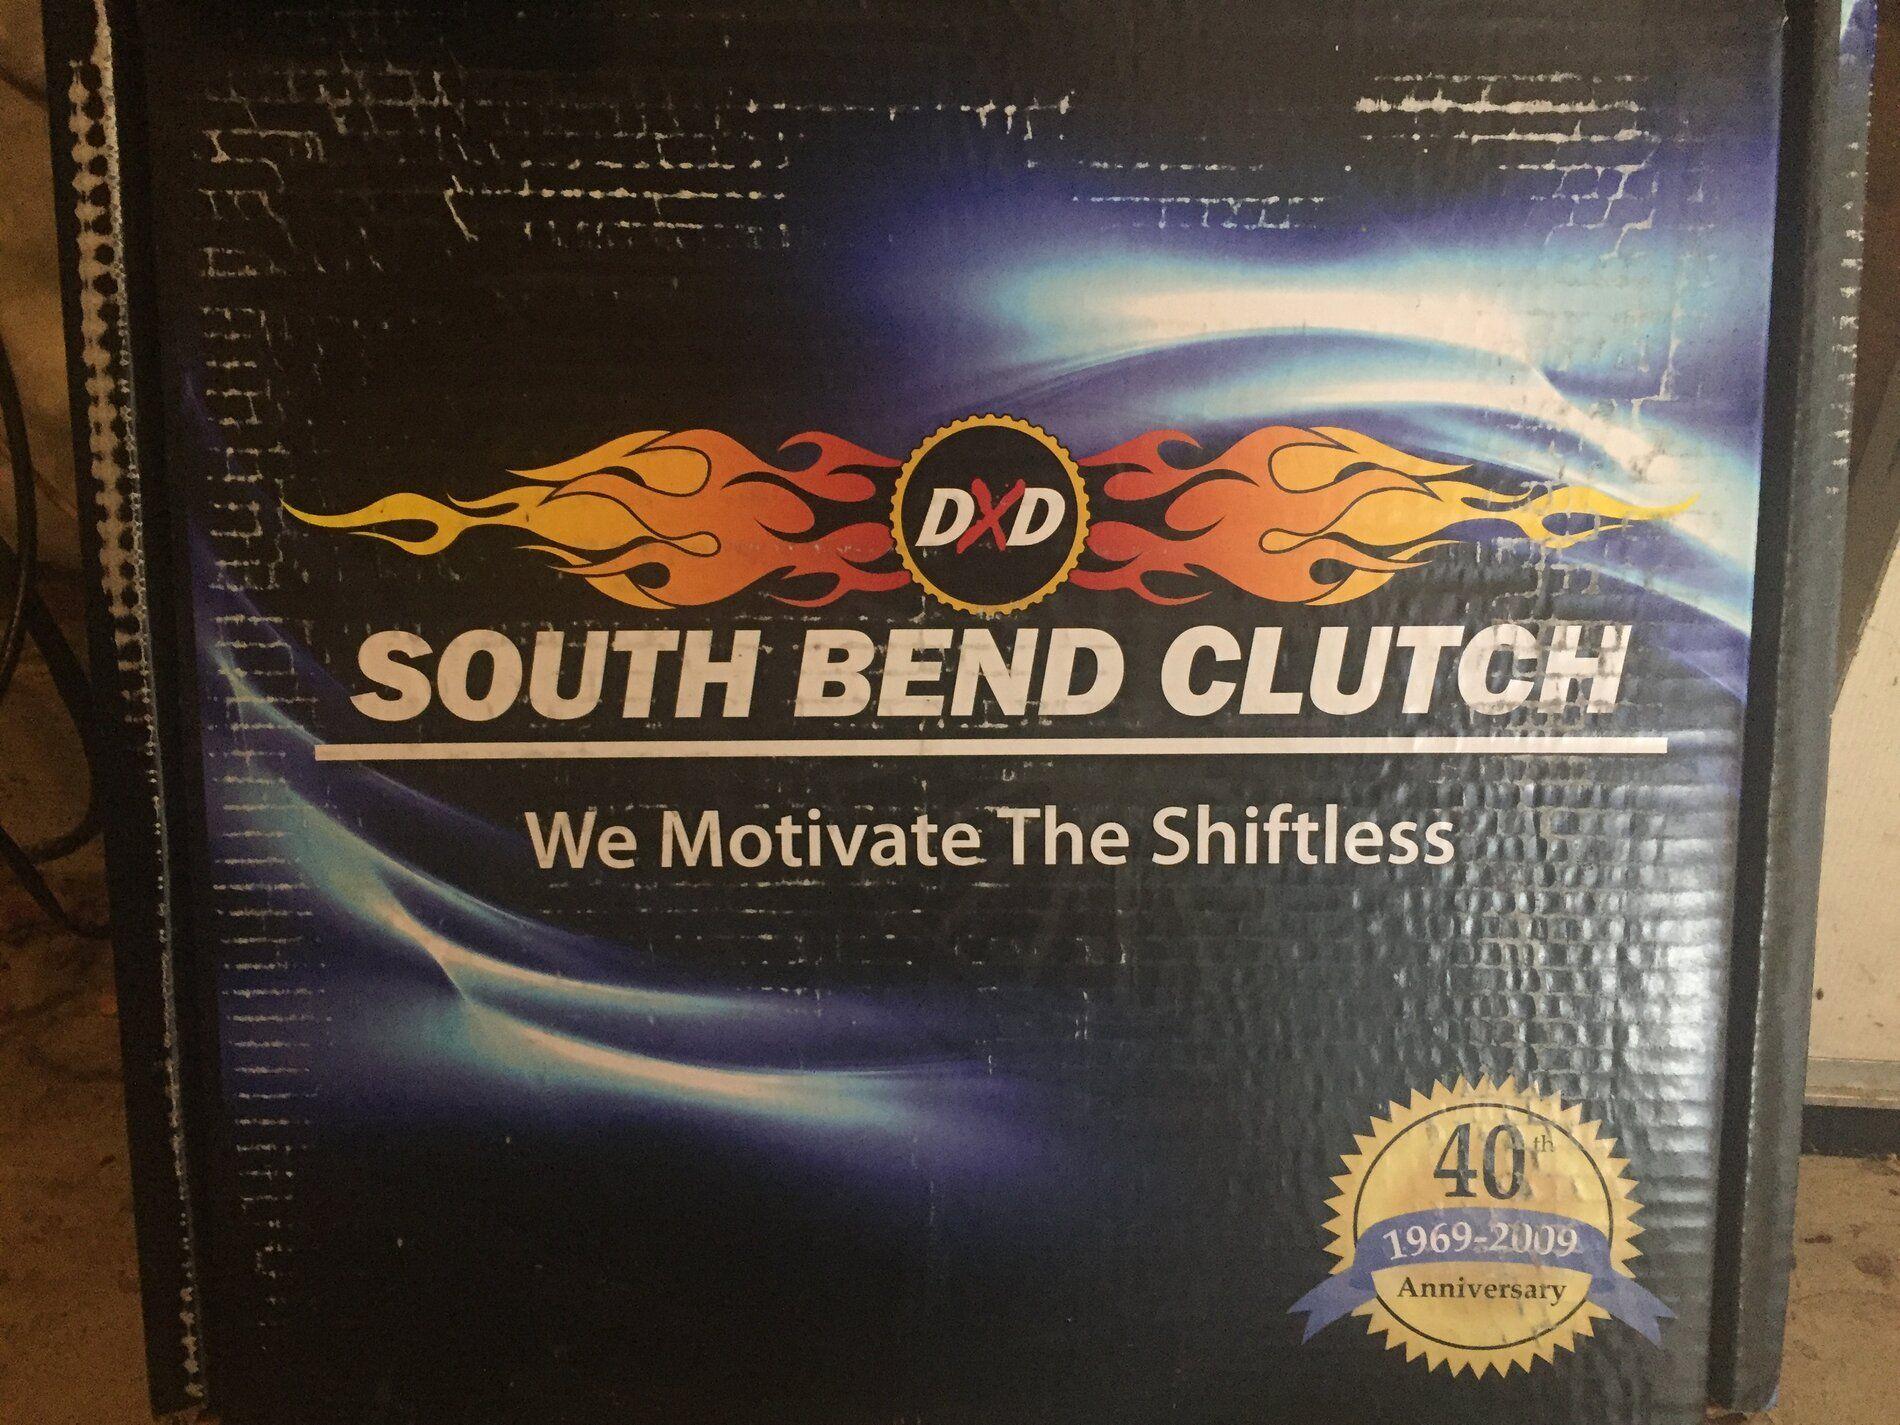 DXD
SOUTH BEND CLUTCH
We Motivate The Shiftless
40th
1969-2009
Anniversary